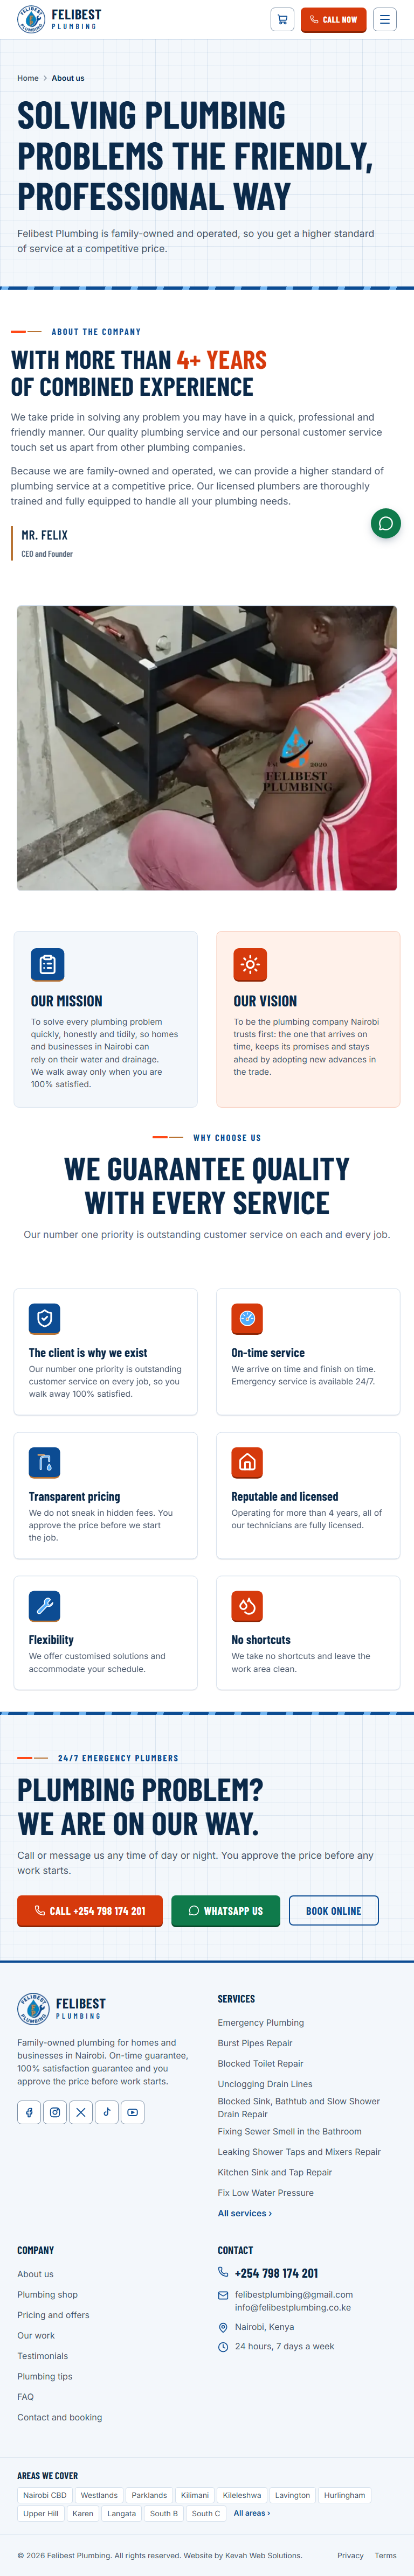 FELIBEST
PLUMBING
CALL NOW
Home > About us
SOLVING PLUMBING
PROBLEMS THE FRIENDLY,
PROFESSIONAL WAY
Felibest Plumbing is family-owned and operated, so you get a higher standard
of service at a competitive price.
ABOUT THE COMPANY
WITH MORE THAN 4+ YEARS
OF COMBINED EXPERIENCE
We take pride in solving any problem you may have in a quick, professional and
friendly manner. Our quality plumbing service and our personal customer service
touch set us apart from other plumbing companies.
Because we are family-owned and operated, we can provide a higher standard of
plumbing service at a competitive price. Our licensed plumbers are thoroughly
trained and fully equipped to handle all your plumbing needs.
MR. FELIX
CEO and Founder
2020
FELIBEST
PLUMBING
OUR MISSION
To solve every plumbing problem
quickly, honestly and tidily, so homes
and businesses in Nairobi can
rely on their water and drainage.
We walk away only when you are
100% satisfied.
OUR VISION
To be the plumbing company Nairobi
trusts first: the one that arrives on
time, keeps its promises and stays
ahead by adopting new advances in
the trade.
WHY CHOOSE US
WE GUARANTEE QUALITY
WITH EVERY SERVICE
Our number one priority is outstanding customer service on each and every job.
The client is why we exist
Our number one priority is outstanding
customer service on every job, so you
walk away 100% satisfied.
On-time service
We arrive on time and finish on time.
Emergency service is available 24/7.
Transparent pricing
We do not sneak in hidden fees. You
approve the price before we start
the job.
Reputable and licensed
Operating for more than 4 years, all of
our technicians are fully licensed.
Flexibility
We offer customised solutions and
accommodate your schedule.
No shortcuts
We take no shortcuts and leave the
work area clean.
24/7 EMERGENCY PLUMBERS
PLUMBING PROBLEM?
WE ARE ON OUR WAY.
Call or message us any time of day or night. You approve the price before any
work starts.
CALL +254 798 174 201
WHATSAPP US
BOOK ONLINE
FELIBEST
PLUMBING
Family-owned plumbing for homes and
businesses in Nairobi. On-time guarantee,
100% satisfaction guarantee and you
approve the price before work starts.
SERVICES
Emergency Plumbing
Burst Pipes Repair
Blocked Toilet Repair
Unclogging Drain Lines
Blocked Sink, Bathtub and Slow Shower
Drain Repair
Fixing Sewer Smell in the Bathroom
Leaking Shower Taps and Mixers Repair
Kitchen Sink and Tap Repair
Fix Low Water Pressure
All services ›
COMPANY
About us
Plumbing shop
Pricing and offers
Our work
Testimonials
Plumbing tips
FAQ
Contact and booking
CONTACT
+254 798 174 201
felibestplumbing@gmail.com
info@felibestplumbing.co.ke
Nairobi, Kenya
24 hours, 7 days a week
AREAS WE COVER
Nairobi CBD Westlands Parklands Kilimani Kileleshwa Lavington Hurlingham
Upper Hill Karen Langata South B South C All areas ›
© 2026 Felibest Plumbing. All rights reserved. Website by Kevah Web Solutions. Privacy Terms